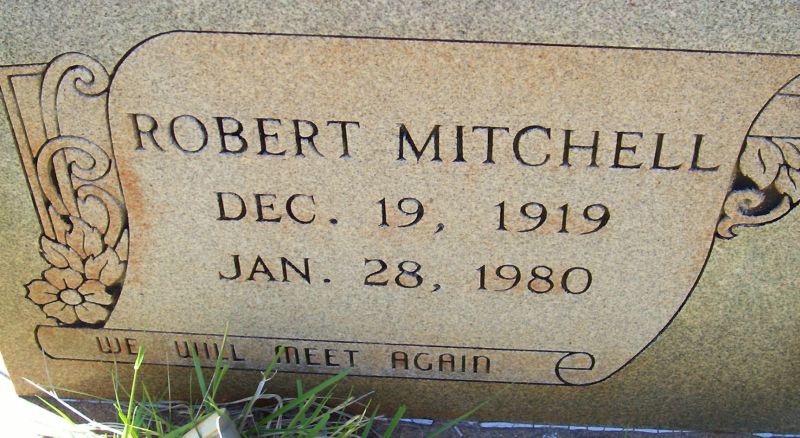 ROBERT MITCHELL
DEC. 19, 1919
JAN. 28, 1980
WE WILL MEET AGAIN